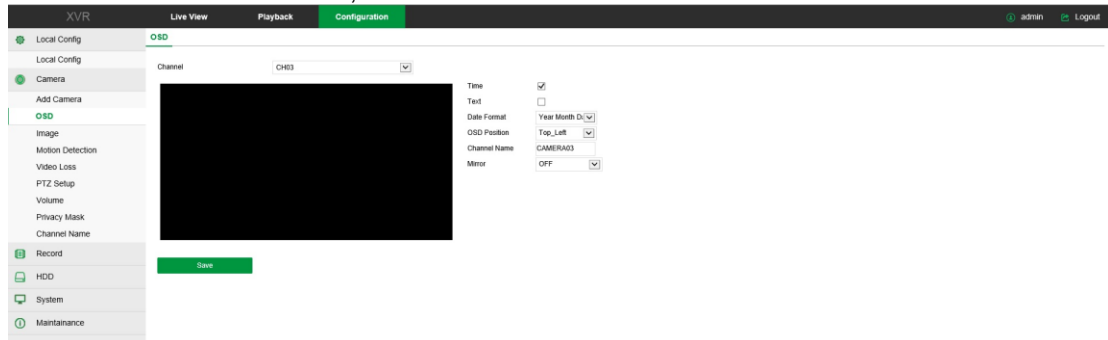 XVR Live View Playback Configuration admin Logout
Local Config
OSD
Local Config
Channel CH03
Camera
Time
Add Camera
Text
OSD
Date Format Year Month D
Image
OSD Position Top_Left
Motion Detection
Channel Name CAMERA03
Video Loss
Mirror OFF
PTZ Setup
Volume
Privacy Mask
Channel Name
Record
Save
HDD
System
Maintainance